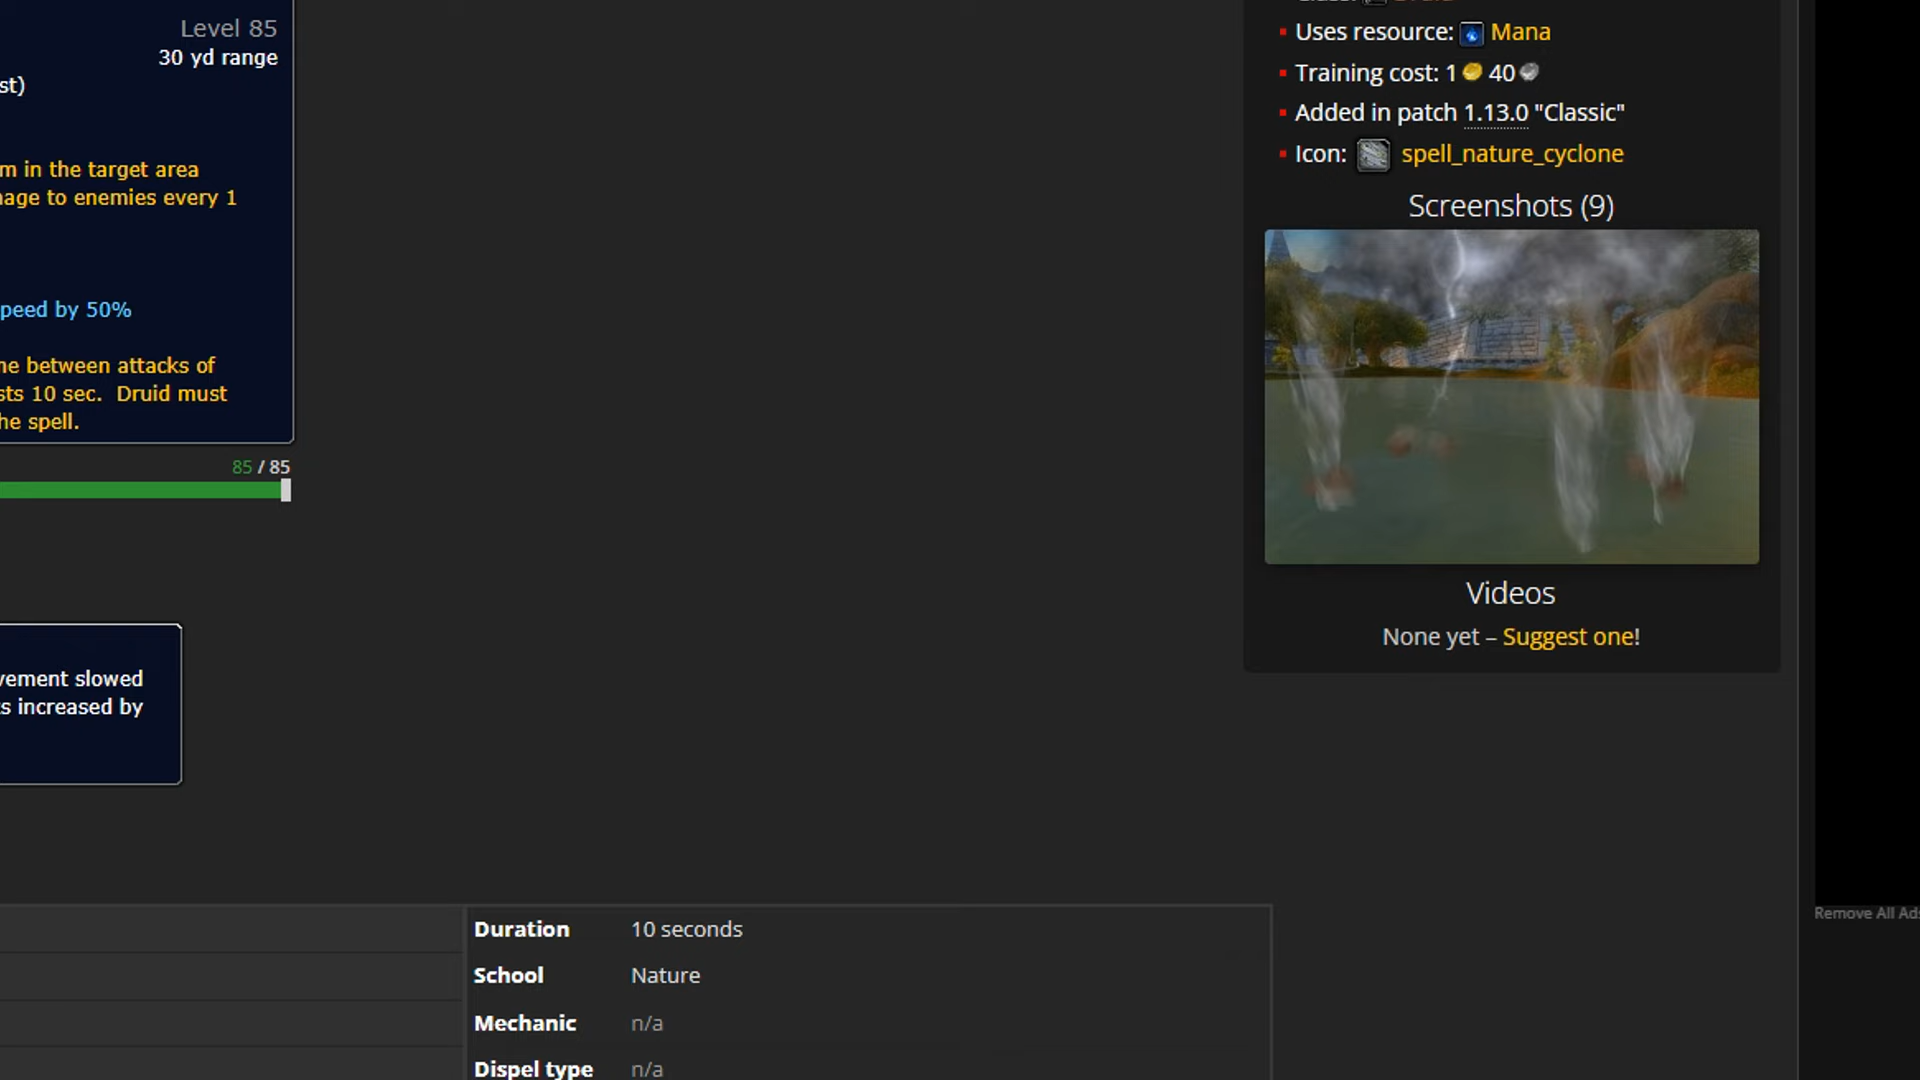 Level 85
30 yd range
st)
m in the target area
nage to enemies every 1
peed by 50%
ne between attacks of
sts 10 sec. Druid must
he spell.
85 / 85
vement slowed
s increased by
Uses resource: Mana
Training cost: 1 40
Added in patch 1.13.0 "Classic"
Icon: spell_nature_cyclone
Screenshots (9)
Videos
None yet – Suggest one!
Remove All Ads
Duration 10 seconds
School Nature
Mechanic n/a
Dispel type n/a